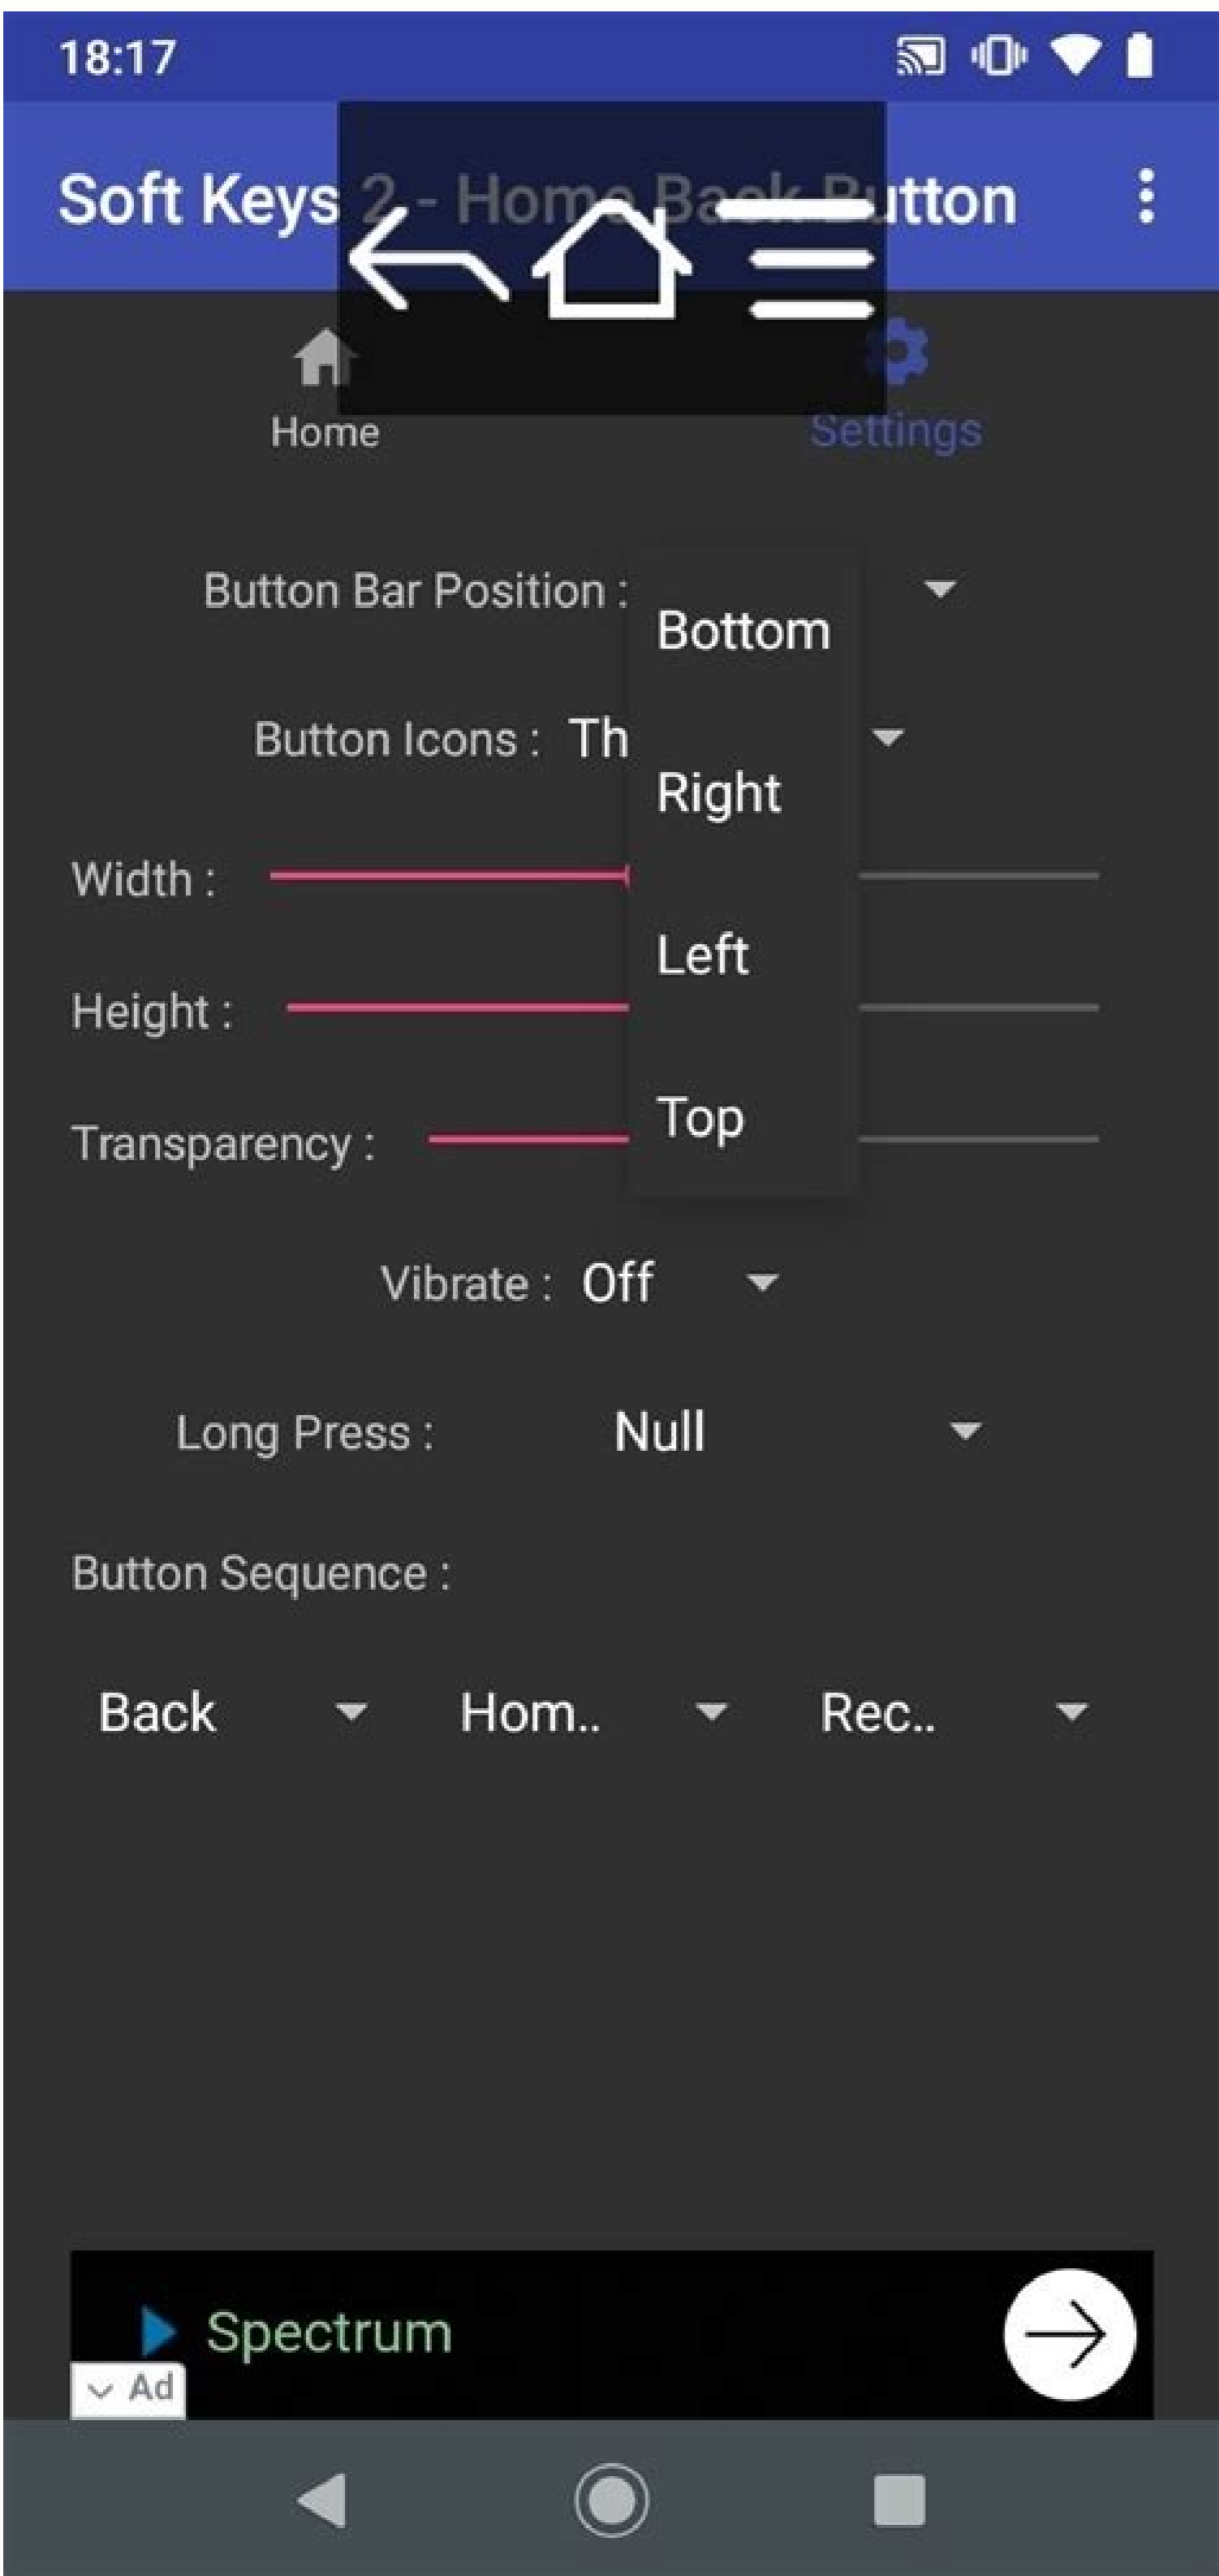 18:17
Soft Keys 2 - Home Back Button
Home
Settings
Button Bar Position :
Bottom
Button Icons : Th
Right
Width :
Left
Height :
Top
Transparency :
Vibrate : Off
Long Press : Null
Button Sequence :
Back Hom.. Rec..
Spectrum
Ad